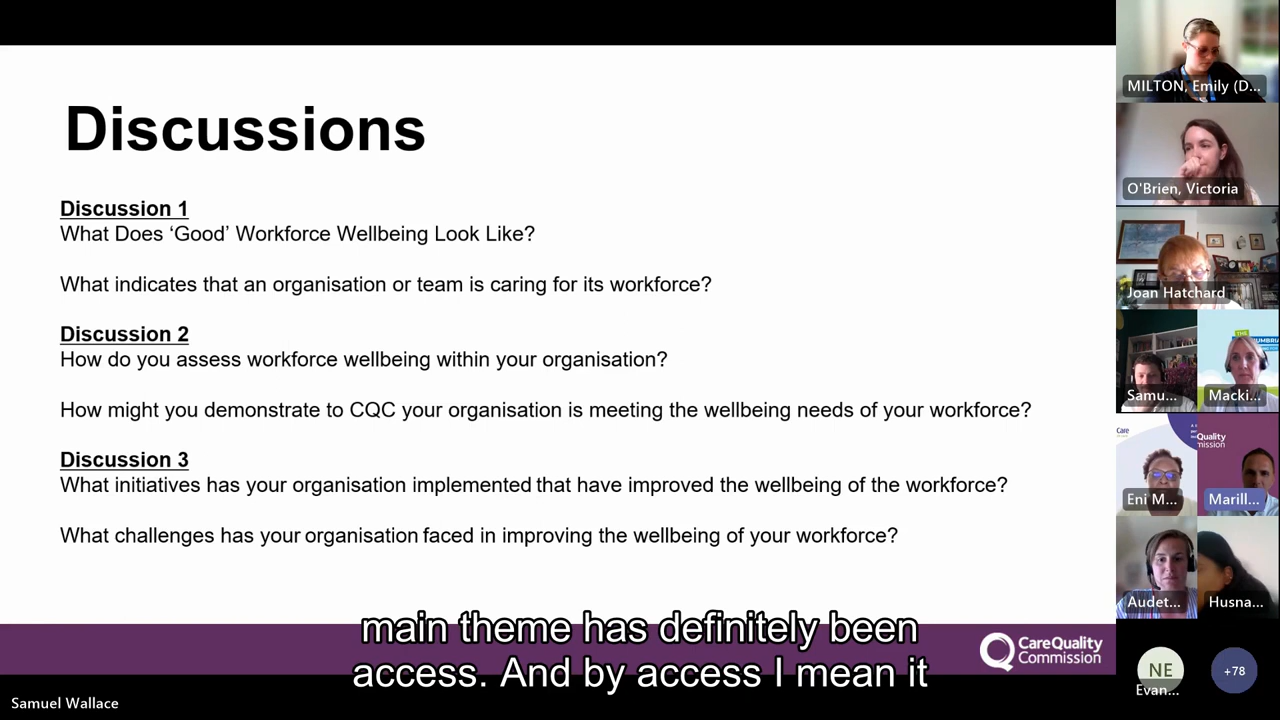 Discussions
Discussion 1
What Does ‘Good’ Workforce Wellbeing Look Like?
What indicates that an organisation or team is caring for its workforce?
Discussion 2
How do you assess workforce wellbeing within your organisation?
How might you demonstrate to CQC your organisation is meeting the wellbeing needs of your workforce?
Discussion 3
What initiatives has your organisation implemented that have improved the wellbeing of the workforce?
What challenges has your organisation faced in improving the wellbeing of your workforce?
main theme has definitely been
access. And by access I mean it
CareQuality
Commission
Samuel Wallace
MILTON, Emily (D...
O'Brien, Victoria
Joan Hatchard
Samu...
Macki...
Care
Quality
Eni M...
Marill...
Audet...
Husna...
NE
Evan...
+78